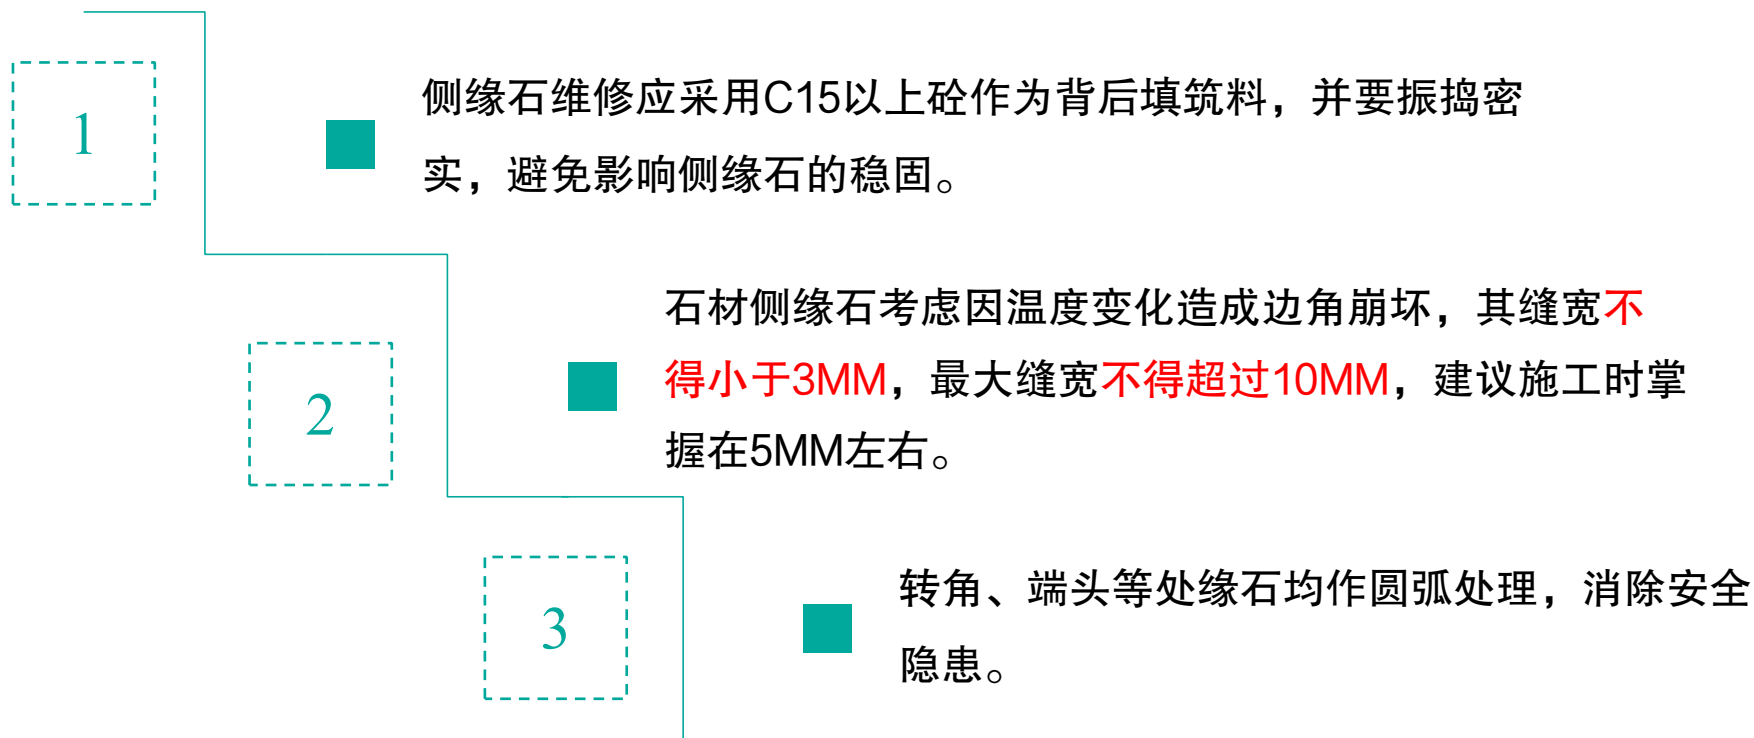 1
侧缘石维修应采用C15以上砼作为背后填筑料，并要振捣密
实，避免影响侧缘石的稳固。
2
石材侧缘石考虑因温度变化造成边角崩坏，其缝宽不
得小于3MM，最大缝宽不得超过10MM，建议施工时掌
握在5MM左右。
3
转角、端头等处缘石均作圆弧处理，消除安全
隐患。